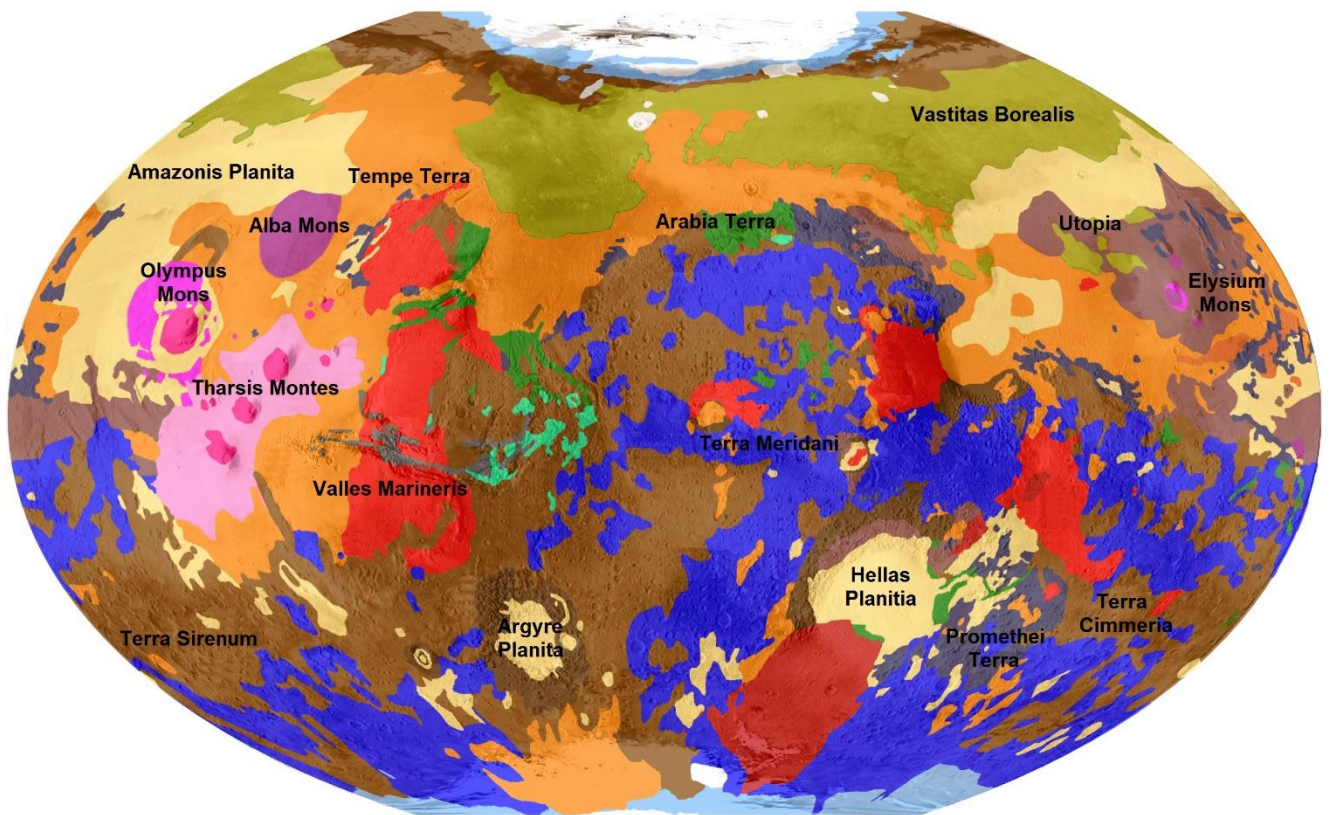 Vastitas Borealis
Amazonis Planita
Tempe Terra
Alba Mons
Arabia Terra
Utopia
Olympus
Mons
Elysium
Mons
Tharsis Montes
Terra Meridani
Valles Marineris
Hellas
Planitia
Argyre
Planita
Terra Sirenum
Promethei
Terra
Terra
Cimmeria